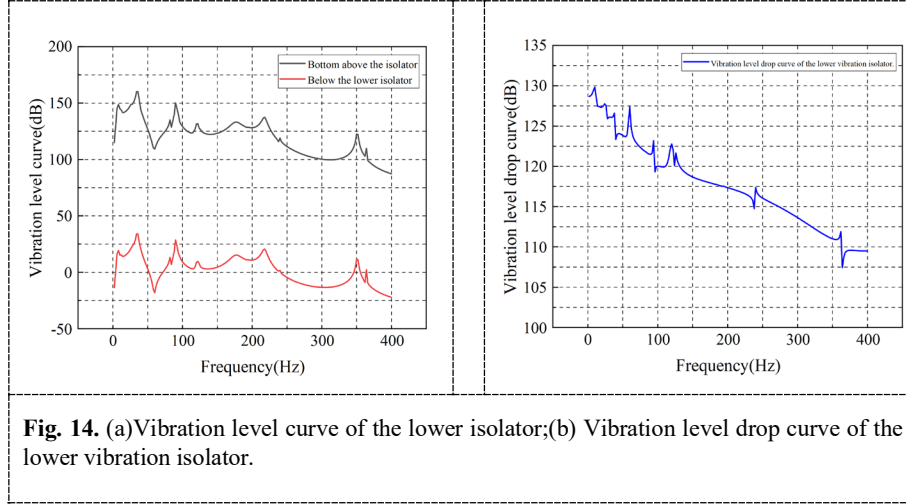 200
150
100
50
0
-50
Vibration level curve(dB)
Bottom above the isolator
Below the lower isolator
0 100 200 300 400
Frequency(Hz)
135
130
125
120
115
110
105
100
Vibration level drop curve(dB)
Vibration level drop curve of the lower vibration isolator.
0 100 200 300 400
Frequency(Hz)
Fig. 14. (a)Vibration level curve of the lower isolator;(b) Vibration level drop curve of the
lower vibration isolator.